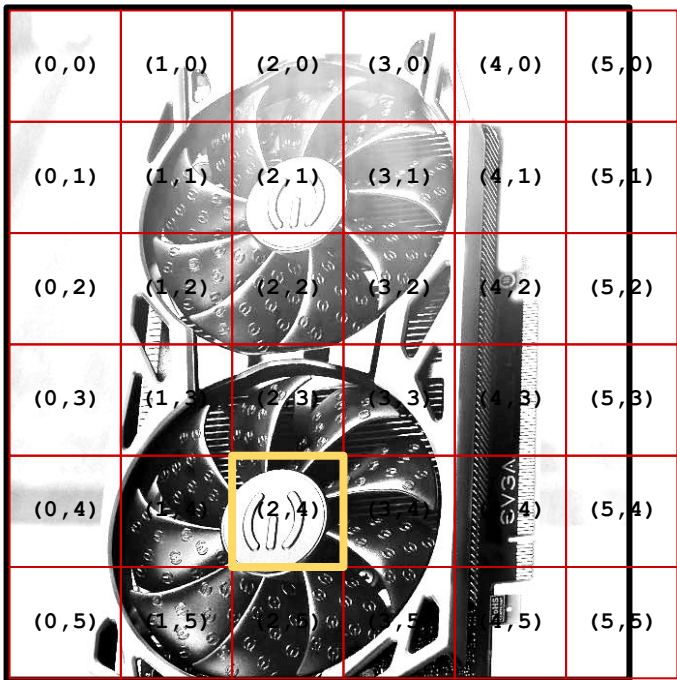 (0,0) (1,0) (2,0) (3,0) (4,0) (5,0)
(0,1) (1,1) (2,1) (3,1) (4,1) (5,1)
(0,2) (1,2) (2,2) (3,2) (4,2) (5,2)
(0,3) (1,3) (2,3) (3,3) (4,3) (5,3)
(0,4) (1,4) (2,4) (3,4) (4,4) (5,4)
EVGA
(0,5) (1,5) (2,5) (3,5) (4,5) (5,5)
RoHS